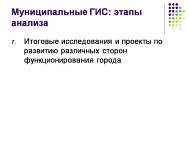 Муниципальные ГИС: этапы
анализа
7. Итоговые исследования и проекты по
развитию различных сторон
функционирования города